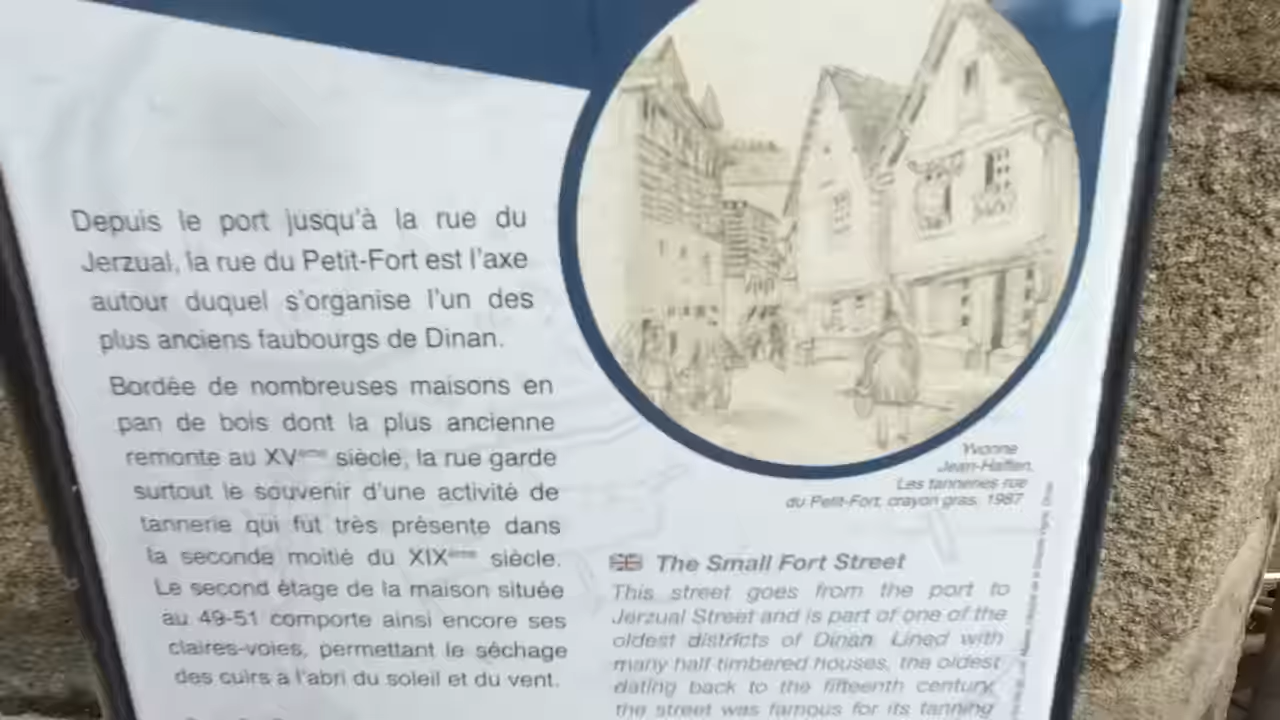 Depuis le port jusqu'à la rue du
Jerzual, la rue du Petit-Fort est l'axe
autour duquel s'organise l'un des
plus anciens faubourgs de Dinan.
Bordée de nombreuses maisons en
pan de bois dont la plus ancienne
remonte au XVème siècle, la rue garde
surtout le souvenir d'une activité de
tannerie qui fut très présente dans
la seconde moitié du XIXème siècle.
Le second étage de la maison située
au 49-51 comporte ainsi encore ses
claires-voies, permettant le séchage
des cuirs à l'abri du soleil et du vent.
Yvonne
Jean-Haffen,
Les tanneries rue
du Petit-Fort, crayon gras, 1987
The Small Fort Street
This street goes from the port to
Jerzual Street and is part of one of the
oldest districts of Dinan. Lined with
many half-timbered houses, the oldest
dating back to the fifteenth century,
the street was famous for its tanning